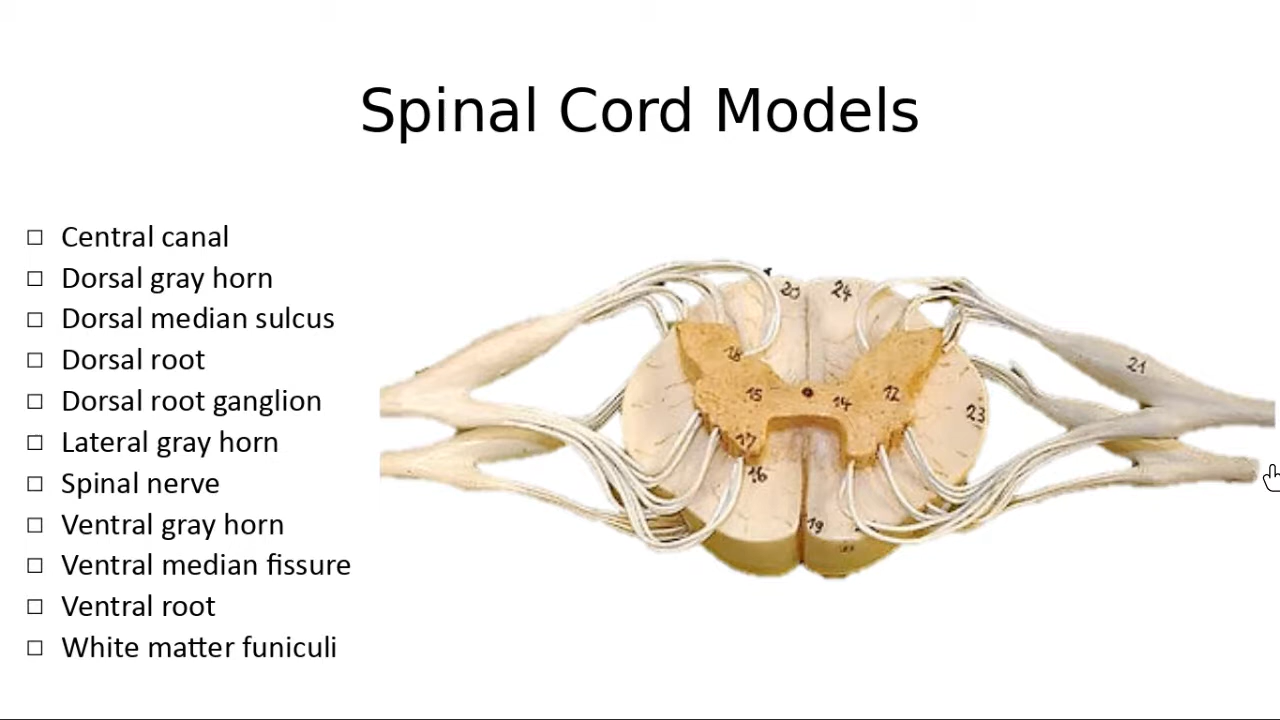 Spinal Cord Models
Central canal
Dorsal gray horn
Dorsal median sulcus
Dorsal root
Dorsal root ganglion
Lateral gray horn
Spinal nerve
Ventral gray horn
Ventral median fissure
Ventral root
White matter funiculi
20
24
18
21
15
14
12
23
17
16
19